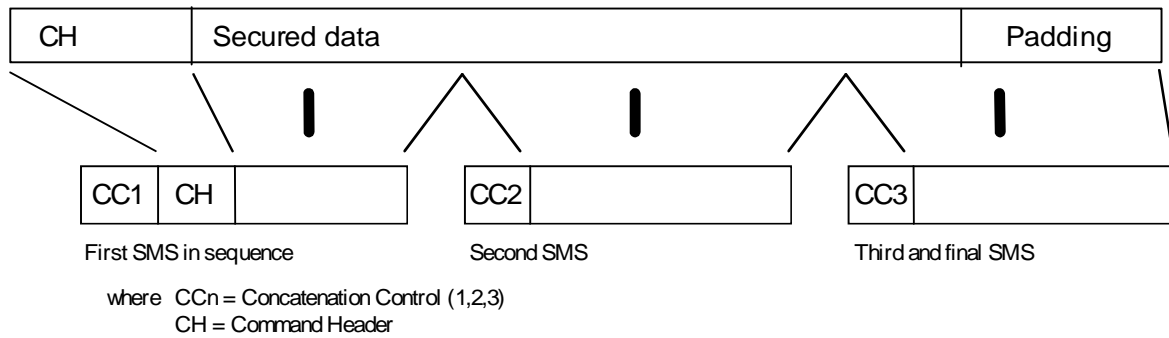 CH Secured data Padding
CC1 CH CC2 CC3
First SMS in sequence Second SMS Third and final SMS
where CCn = Concatenation Control (1,2,3)
CH = Command Header